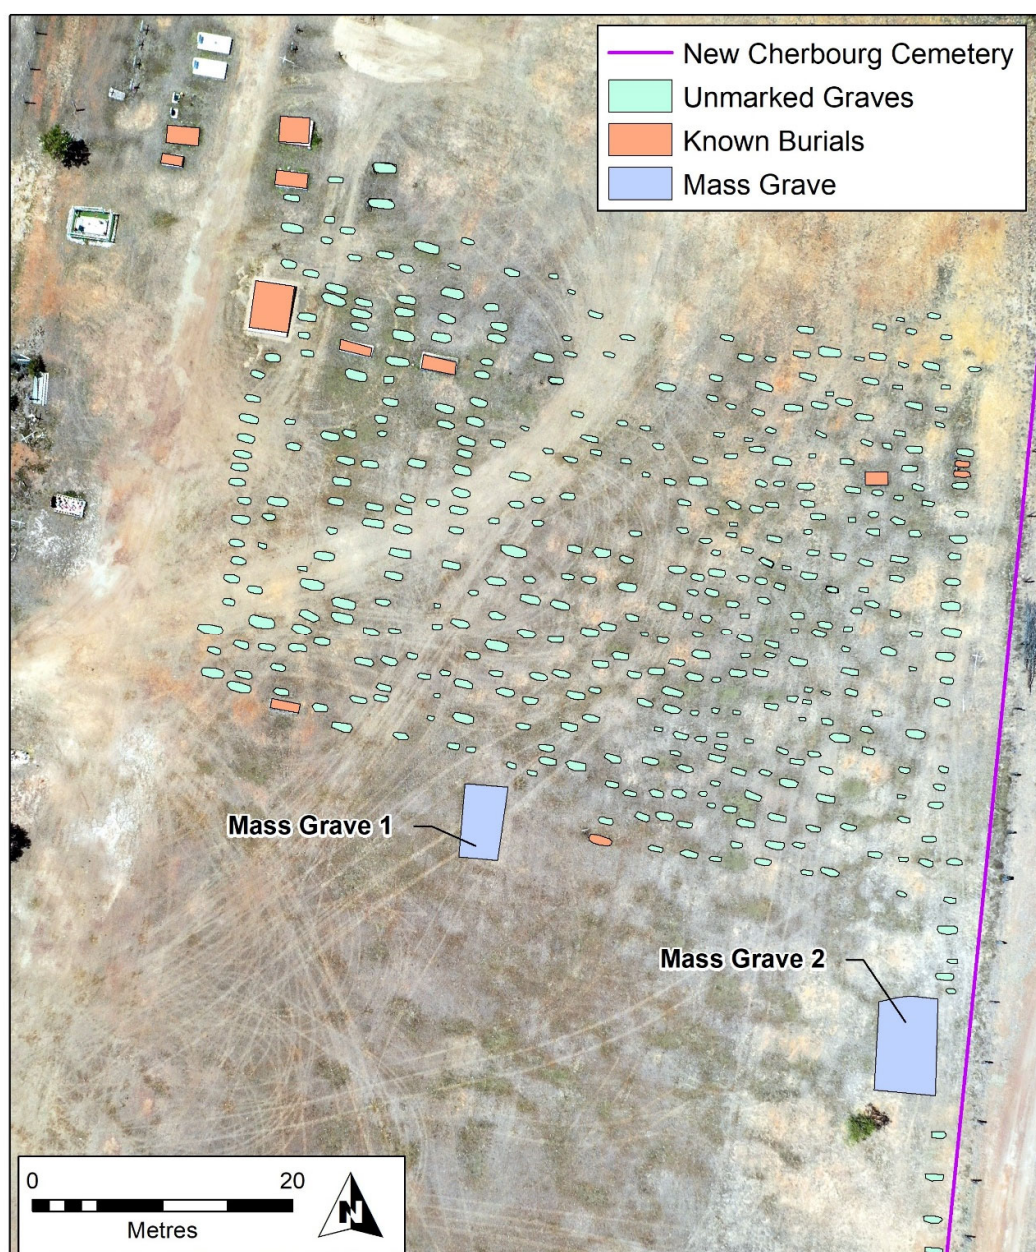 New Cherbourg Cemetery
Unmarked Graves
Known Burials
Mass Grave
Mass Grave 1
Mass Grave 2
0 20
Metres
N